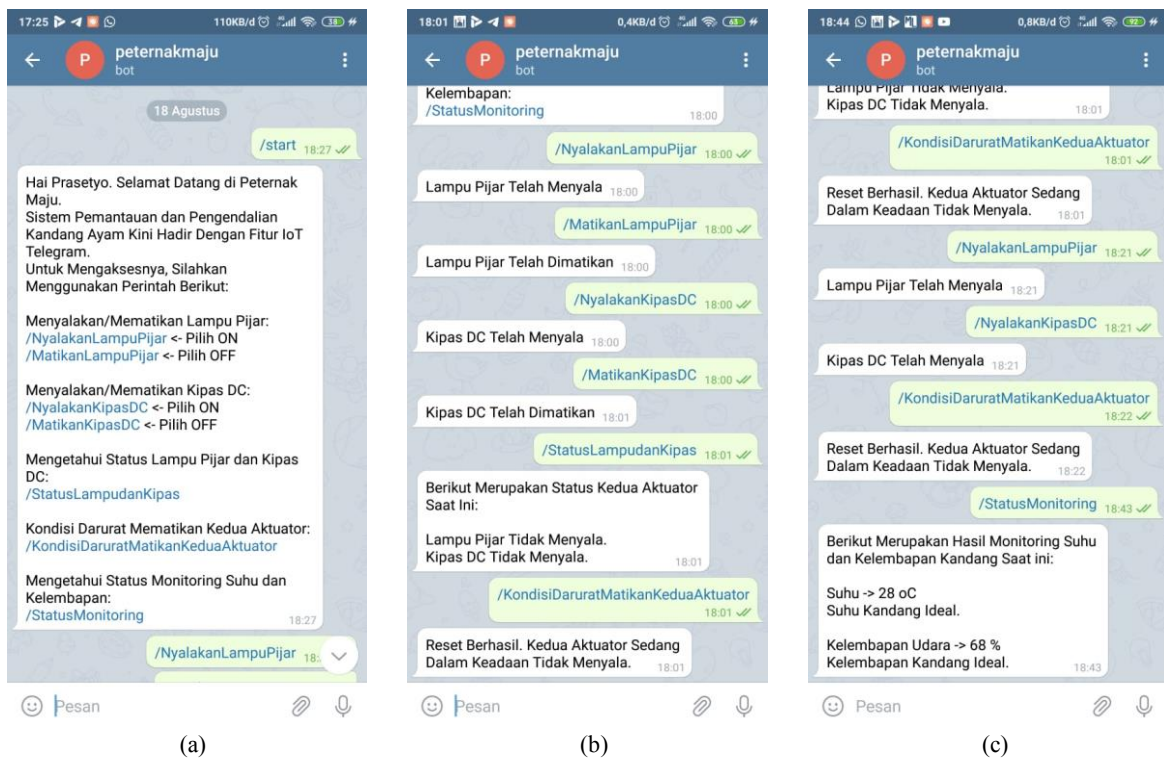 17:25 110KB/d 38
peternakmaju
P
bot
18 Agustus
/start 18:27
Hai Prasetyo. Selamat Datang di Peternak
Maju.
Sistem Pemantauan dan Pengendalian
Kandang Ayam Kini Hadir Dengan Fitur IoT
Telegram.
Untuk Mengaksesnya, Silahkan
Menggunakan Perintah Berikut:
Menyalakan/Mematikan Lampu Pijar:
/NyalakanLampuPijar <- Pilih ON
/MatikanLampuPijar <- Pilih OFF
Menyalakan/Mematikan Kipas DC:
/NyalakanKipasDC <- Pilih ON
/MatikanKipasDC <- Pilih OFF
Mengetahui Status Lampu Pijar dan Kipas
DC:
/StatusLampudanKipas
Kondisi Darurat Mematikan Kedua Aktuator:
/KondisiDaruratMatikanKeduaAktuator
Mengetahui Status Monitoring Suhu dan
Kelembapan:
/StatusMonitoring 18:27
/NyalakanLampuPijar 18:
Pesan
(a)
18:01 0,4KB/d 63
peternakmaju
P
bot
Kelembapan:
/StatusMonitoring 18:00
/NyalakanLampuPijar 18:00
Lampu Pijar Telah Menyala 18:00
/MatikanLampuPijar 18:00
Lampu Pijar Telah Dimatikan 18:00
/NyalakanKipasDC 18:00
Kipas DC Telah Menyala 18:00
/MatikanKipasDC 18:00
Kipas DC Telah Dimatikan 18:01
/StatusLampudanKipas 18:01
Berikut Merupakan Status Kedua Aktuator
Saat Ini:
Lampu Pijar Tidak Menyala.
Kipas DC Tidak Menyala. 18:01
/KondisiDaruratMatikanKeduaAktuator
18:01
Reset Berhasil. Kedua Aktuator Sedang
Dalam Keadaan Tidak Menyala. 18:01
Pesan
(b)
18:44 0,8KB/d 92
peternakmaju
P
bot
Lampu Pijar Tidak Menyala.
Kipas DC Tidak Menyala. 18:01
/KondisiDaruratMatikanKeduaAktuator
18:01
Reset Berhasil. Kedua Aktuator Sedang
Dalam Keadaan Tidak Menyala. 18:01
/NyalakanLampuPijar 18:21
Lampu Pijar Telah Menyala 18:21
/NyalakanKipasDC 18:21
Kipas DC Telah Menyala 18:21
/KondisiDaruratMatikanKeduaAktuator
18:22
Reset Berhasil. Kedua Aktuator Sedang
Dalam Keadaan Tidak Menyala. 18:22
/StatusMonitoring 18:43
Berikut Merupakan Hasil Monitoring Suhu
dan Kelembapan Kandang Saat ini:
Suhu -> 28 oC
Suhu Kandang Ideal.
Kelembapan Udara -> 68 %
Kelembapan Kandang Ideal. 18:43
Pesan
(c)